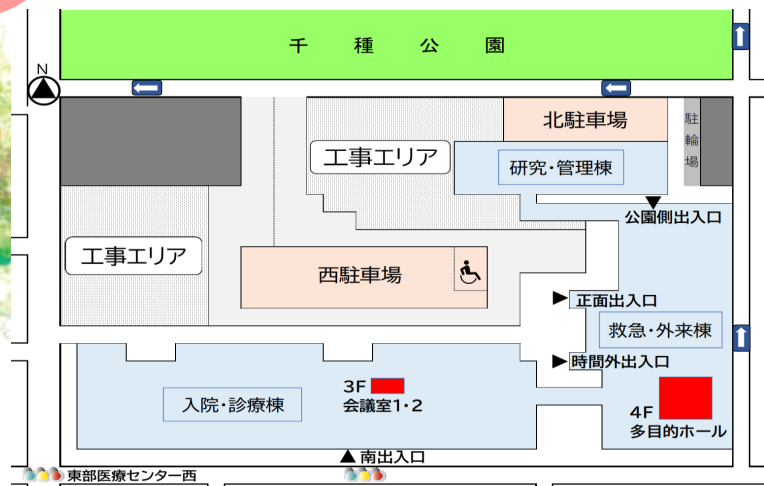 千種公園
N
北駐車場
駐輪場
工事エリア
研究・管理棟
公園側出入口
工事エリア
西駐車場
正面出入口
救急・外来棟
時間外出入口
3F
会議室1・2
入院・診療棟
4F
多目的ホール
南出入口
東部医療センター西